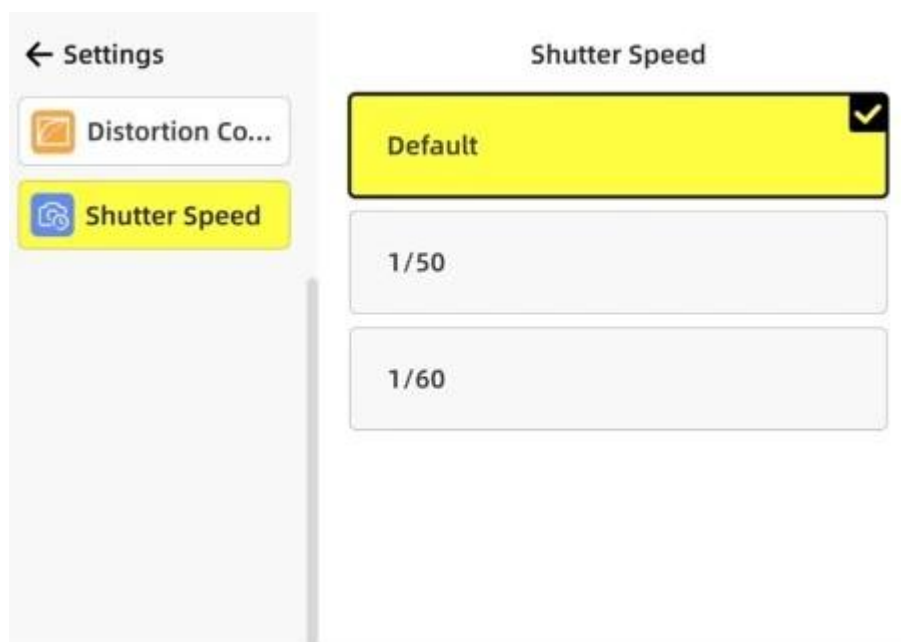 ← Settings
Distortion Co...
Shutter Speed
Shutter Speed
Default
1/50
1/60